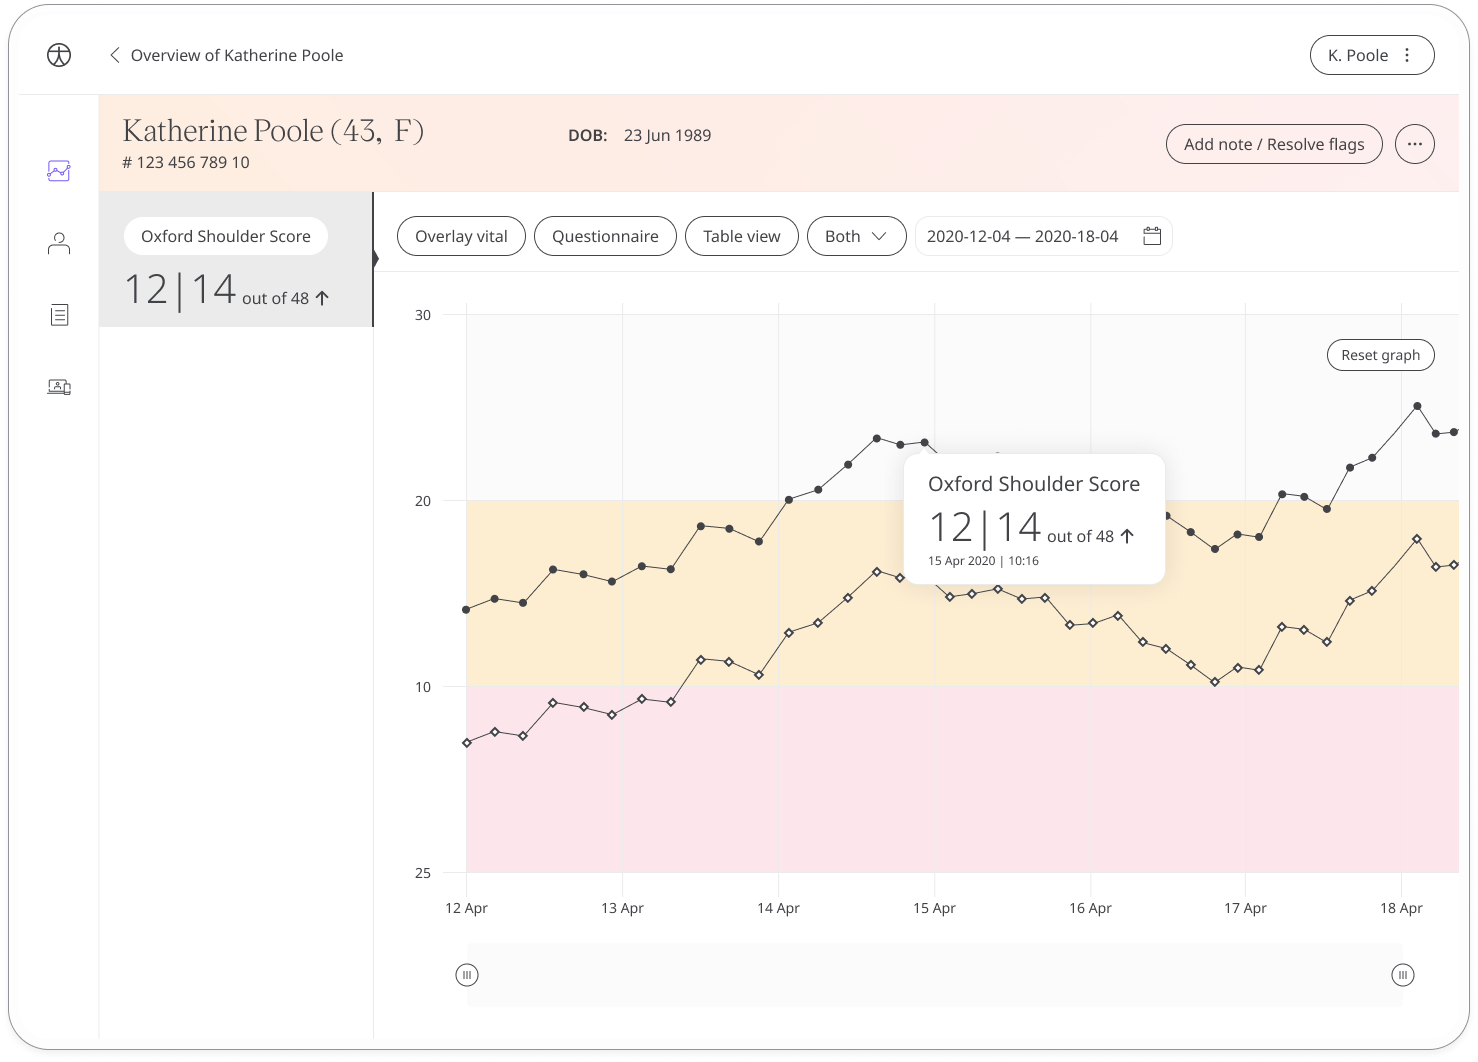 Overview of Katherine Poole
K. Poole
Katherine Poole (43, F)
# 123 456 789 10
DOB: 23 Jun 1989
Add note / Resolve flags
Oxford Shoulder Score
12|14 out of 48 ↑
Overlay vital
Questionnaire
Table view
Both
2020-12-04 — 2020-18-04
30
Reset graph
20
Oxford Shoulder Score
12|14 out of 48 ↑
15 Apr 2020 | 10:16
10
25
12 Apr 13 Apr 14 Apr 15 Apr 16 Apr 17 Apr 18 Apr